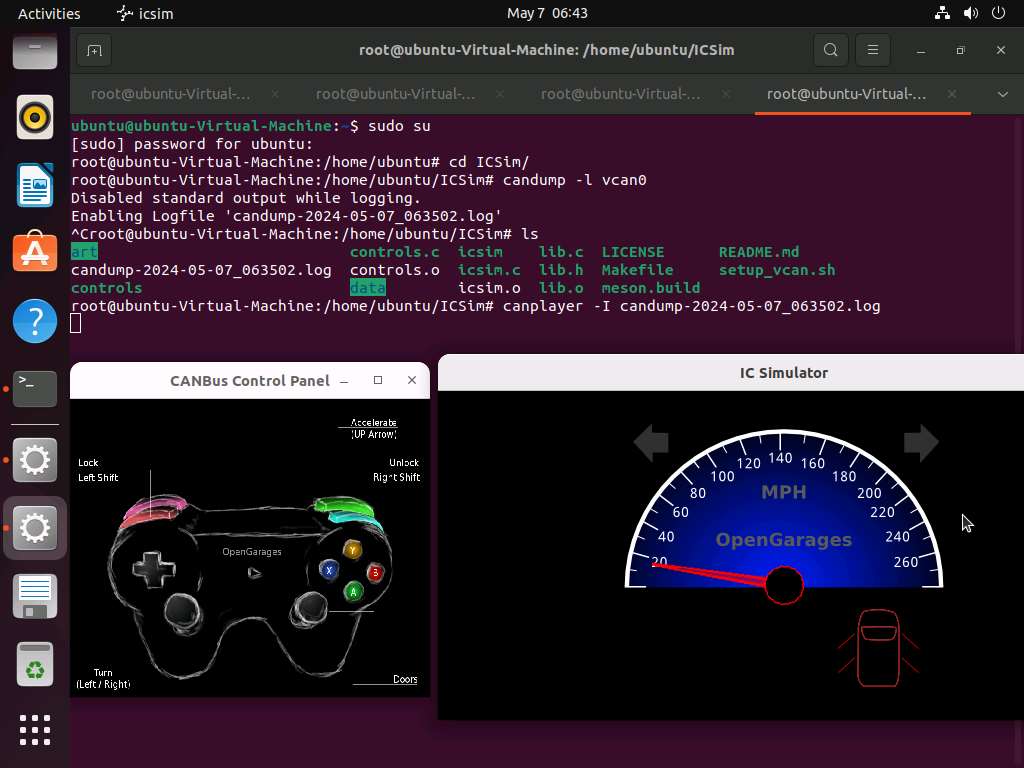 Activities
icsim
May 7 06:43
root@ubuntu-Virtual-Machine: /home/ubuntu/ICSim
root@ubuntu-Virtual-...
root@ubuntu-Virtual-...
root@ubuntu-Virtual-...
root@ubuntu-Virtual-...
ubuntu@ubuntu-Virtual-Machine:~$ sudo su
[sudo] password for ubuntu:
root@ubuntu-Virtual-Machine:/home/ubuntu# cd ICSim/
root@ubuntu-Virtual-Machine:/home/ubuntu/ICSim# candump -l vcan0
Disabled standard output while logging.
Enabling Logfile 'candump-2024-05-07_063502.log'
^Croot@ubuntu-Virtual-Machine:/home/ubuntu/ICSim# ls
art controls.c icsim lib.c LICENSE README.md
candump-2024-05-07_063502.log controls.o icsim.c lib.h Makefile setup_vcan.sh
controls data icsim.o lib.o meson.build
root@ubuntu-Virtual-Machine:/home/ubuntu/ICSim# canplayer -I candump-2024-05-07_063502.log
CANBus Control Panel
Accelerate
(UP Arrow)
Lock
Left Shift
Unlock
Right Shift
OpenGarages
Y
X
B
A
Turn
(Left / Right)
Doors
IC Simulator
20
40
60
80
100
120
140
160
180
200
220
240
260
MPH
OpenGarages
>_
?